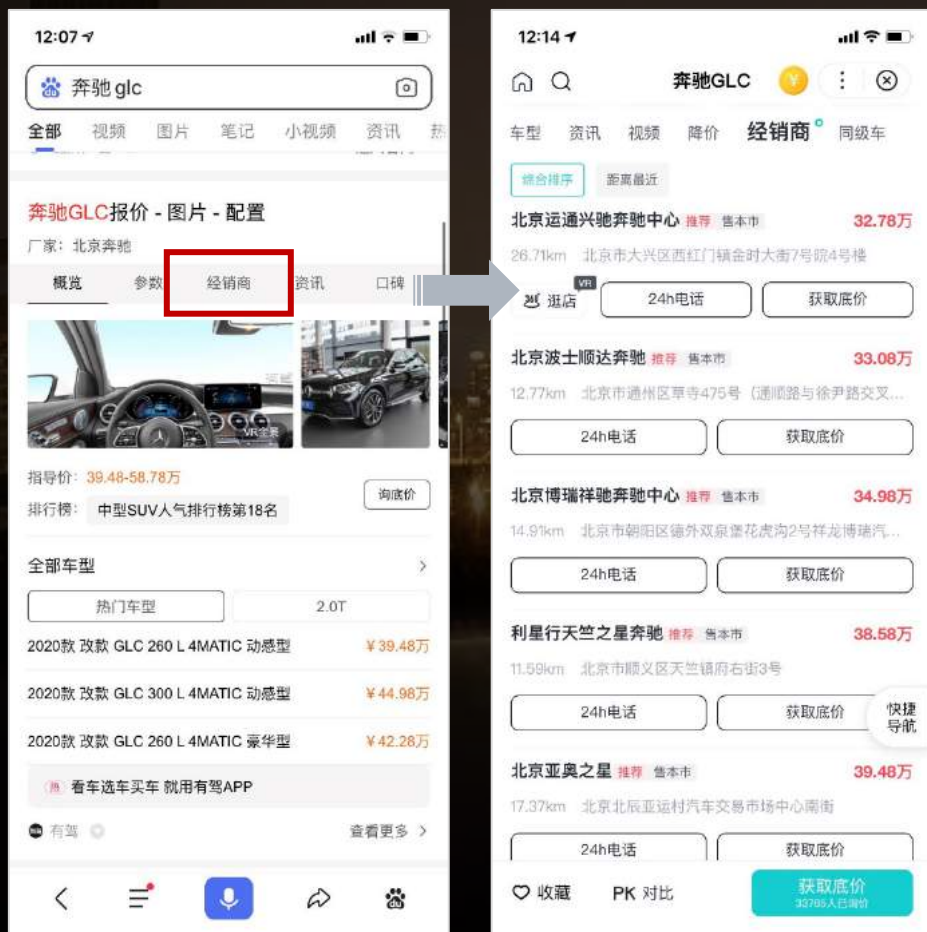 12:07
奔驰 glc
全部 视频 图片 笔记 小视频 资讯 热
奔驰GLC报价 - 图片 - 配置
厂家：北京奔驰
概览 参数 经销商 资讯 口碑
VR全景
指导价：39.48-58.78万
询底价
排行榜：中型SUV人气排行榜第18名
全部车型
热门车型 2.0T
2020款 改款 GLC 260 L 4MATIC 动感型 ￥39.48万
2020款 改款 GLC 300 L 4MATIC 动感型 ￥44.98万
2020款 改款 GLC 260 L 4MATIC 豪华型 ￥42.28万
热 看车选车买车 就用有驾APP
有驾 查看更多
12:14
奔驰GLC
车型 资讯 视频 降价 经销商 同级车
综合排序 距离最近
北京运通兴驰奔驰中心 推荐 售本市 32.78万
26.71km 北京市大兴区西红门镇金时大街7号院4号楼
VR
逛店 24h电话 获取底价
北京波士顺达奔驰 推荐 售本市 33.08万
12.77km 北京市通州区草寺475号（通顺路与徐尹路交叉...
24h电话 获取底价
北京博瑞祥驰奔驰中心 推荐 售本市 34.98万
14.91km 北京市朝阳区德外双泉堡花虎沟2号祥龙博瑞汽...
24h电话 获取底价
利星行天竺之星奔驰 推荐 售本市 38.58万
11.59km 北京市顺义区天竺镇府右街3号
24h电话 获取底价
快捷
导航
北京亚奥之星 推荐 售本市 39.48万
17.37km 北京北辰亚运村汽车交易市场中心南街
24h电话 获取底价
收藏 PK 对比 获取底价
33765人已询价